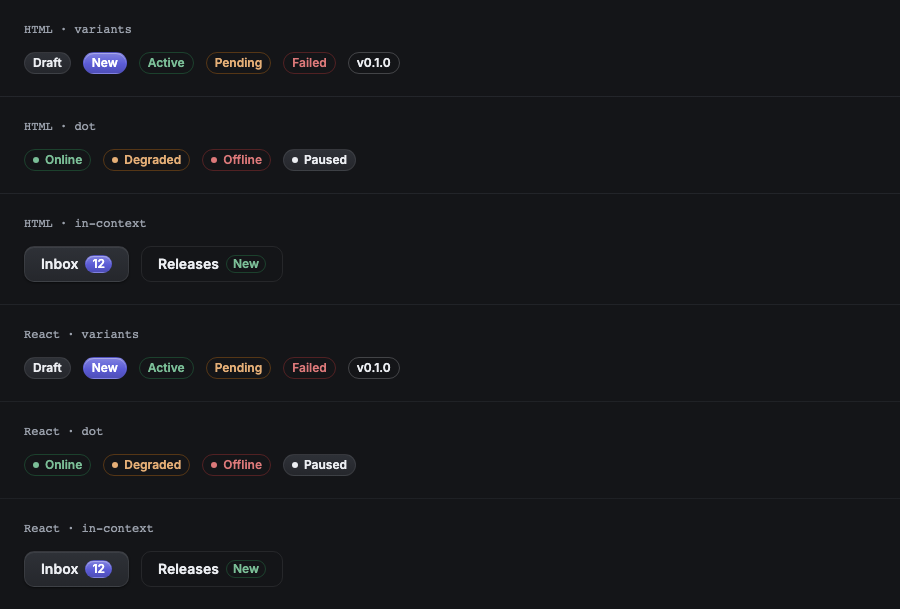 HTML · variants
Draft New Active Pending Failed v0.1.0
HTML · dot
Online Degraded Offline Paused
HTML · in-context
Inbox 12 Releases New
React · variants
Draft New Active Pending Failed v0.1.0
React · dot
Online Degraded Offline Paused
React · in-context
Inbox 12 Releases New